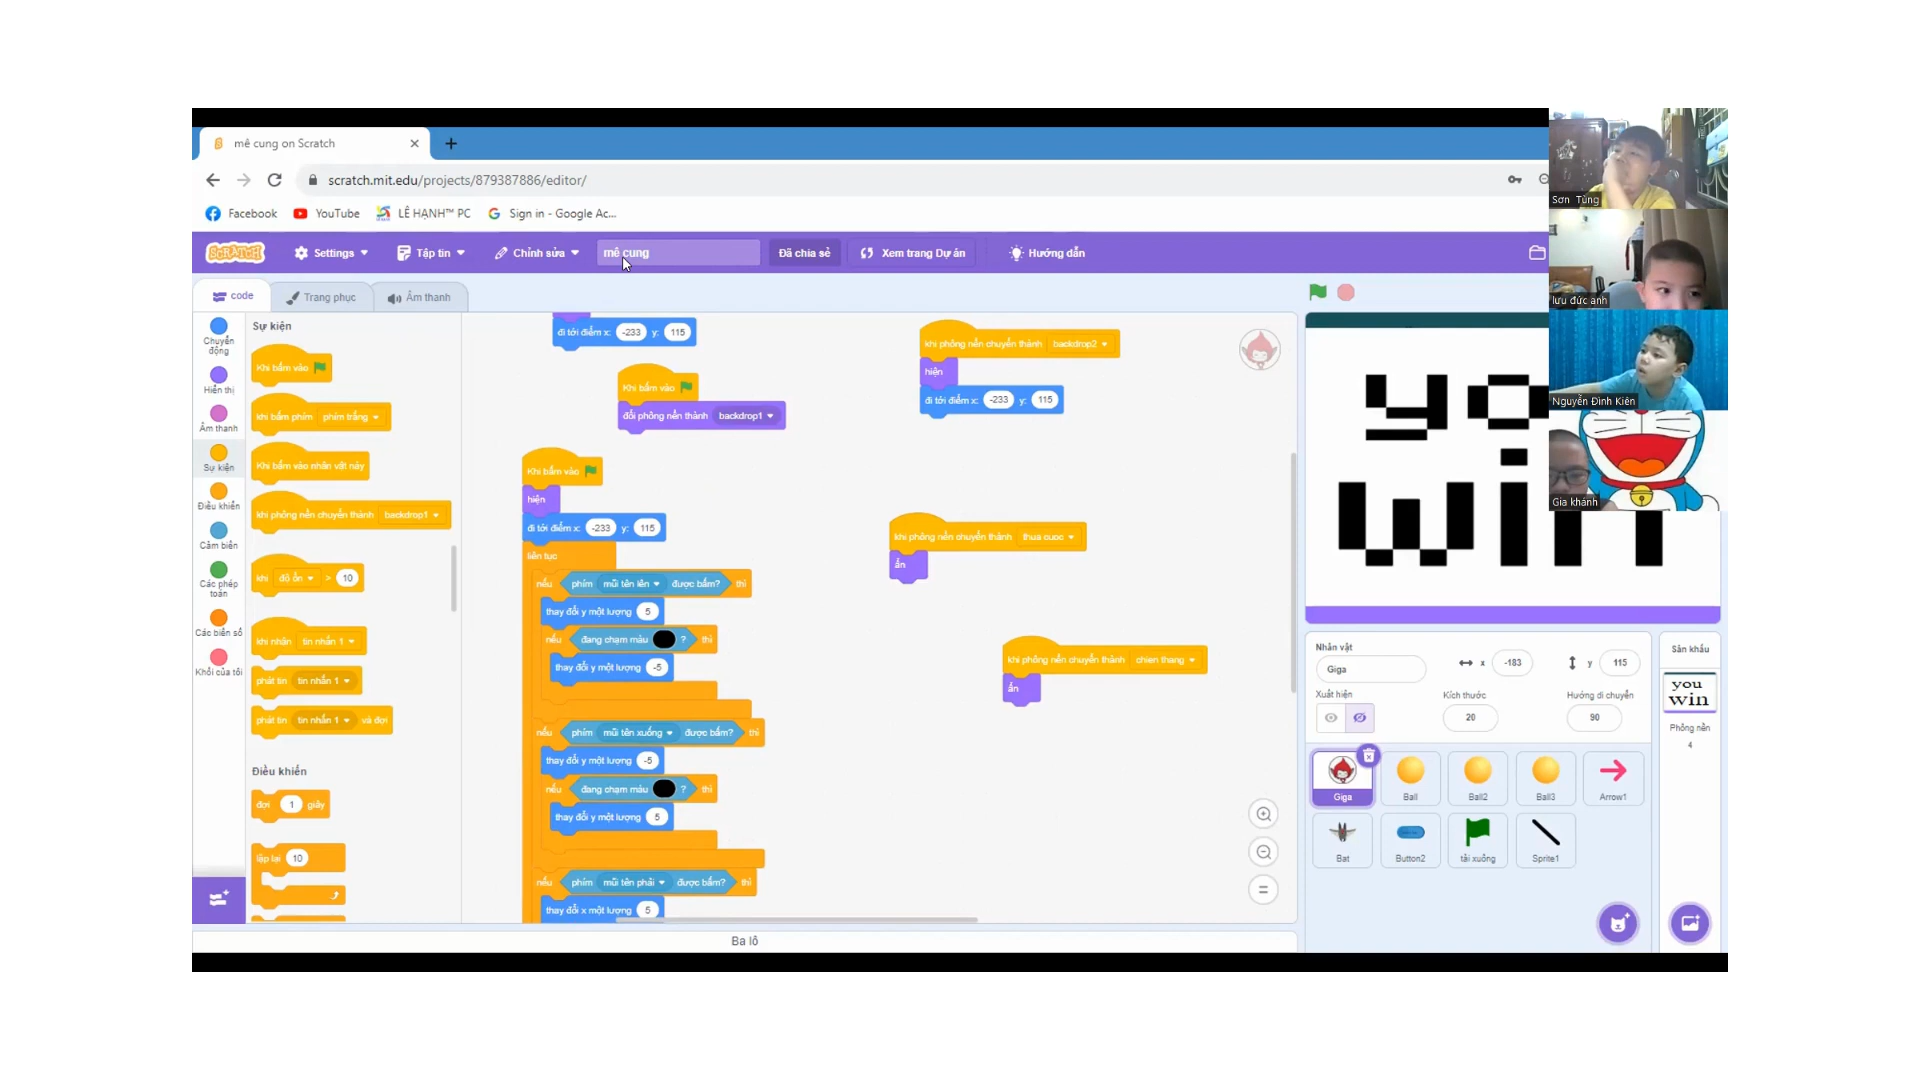 mê cung on Scratch
scratch.mit.edu/projects/879387886/editor/
Facebook YouTube LÊ HẠNH™ PC Sign in - Google Ac...
SCRATCH Settings Tập tin Chỉnh sửa mê cung Đã chia sẻ Xem trang Dự án Hướng dẫn
code Trang phục Âm thanh
Chuyển động
Hiển thị
Âm thanh
Sự kiện
Điều khiển
Cảm biến
Các phép toán
Các biến số
Khối của tôi
Sự kiện
Khi bấm vào
khi bấm phím phím trắng
Khi bấm vào nhân vật này
khi phông nền chuyển thành backdrop1
khi độ ồn > 10
khi nhận tin nhắn 1
phát tin tin nhắn 1
phát tin tin nhắn 1 và đợi
Điều khiển
đợi 1 giây
lặp lại 10
đi tới điểm x: -233 y: 115
Khi bấm vào
đổi phông nền thành backdrop1
Khi bấm vào
hiện
đi tới điểm x: -233 y: 115
liên tục
nếu phím mũi tên lên được bấm? thì
thay đổi y một lượng 5
nếu đang chạm màu ? thì
thay đổi y một lượng -5
nếu phím mũi tên xuống được bấm? thì
thay đổi y một lượng -5
nếu đang chạm màu ? thì
thay đổi y một lượng 5
nếu phím mũi tên phải được bấm? thì
thay đổi x một lượng 5
khi phông nền chuyển thành backdrop2
hiện
đi tới điểm x: -233 y: 115
khi phông nền chuyển thành thua cuoc
ẩn
khi phông nền chuyển thành chien thang
ẩn
Ba lô
Sơn Tùng
lưu đức anh
Nguyễn Đình Kiên
Gia khánh
yo
win
Nhân vật
Giga x -183 y 115
Xuất hiện Kích thước Hướng di chuyển
20 90
Giga Ball Ball2 Ball3 Arrow1
Bat Button2 tải xuống Sprite1
Sân khấu
you
win
Phông nền
4